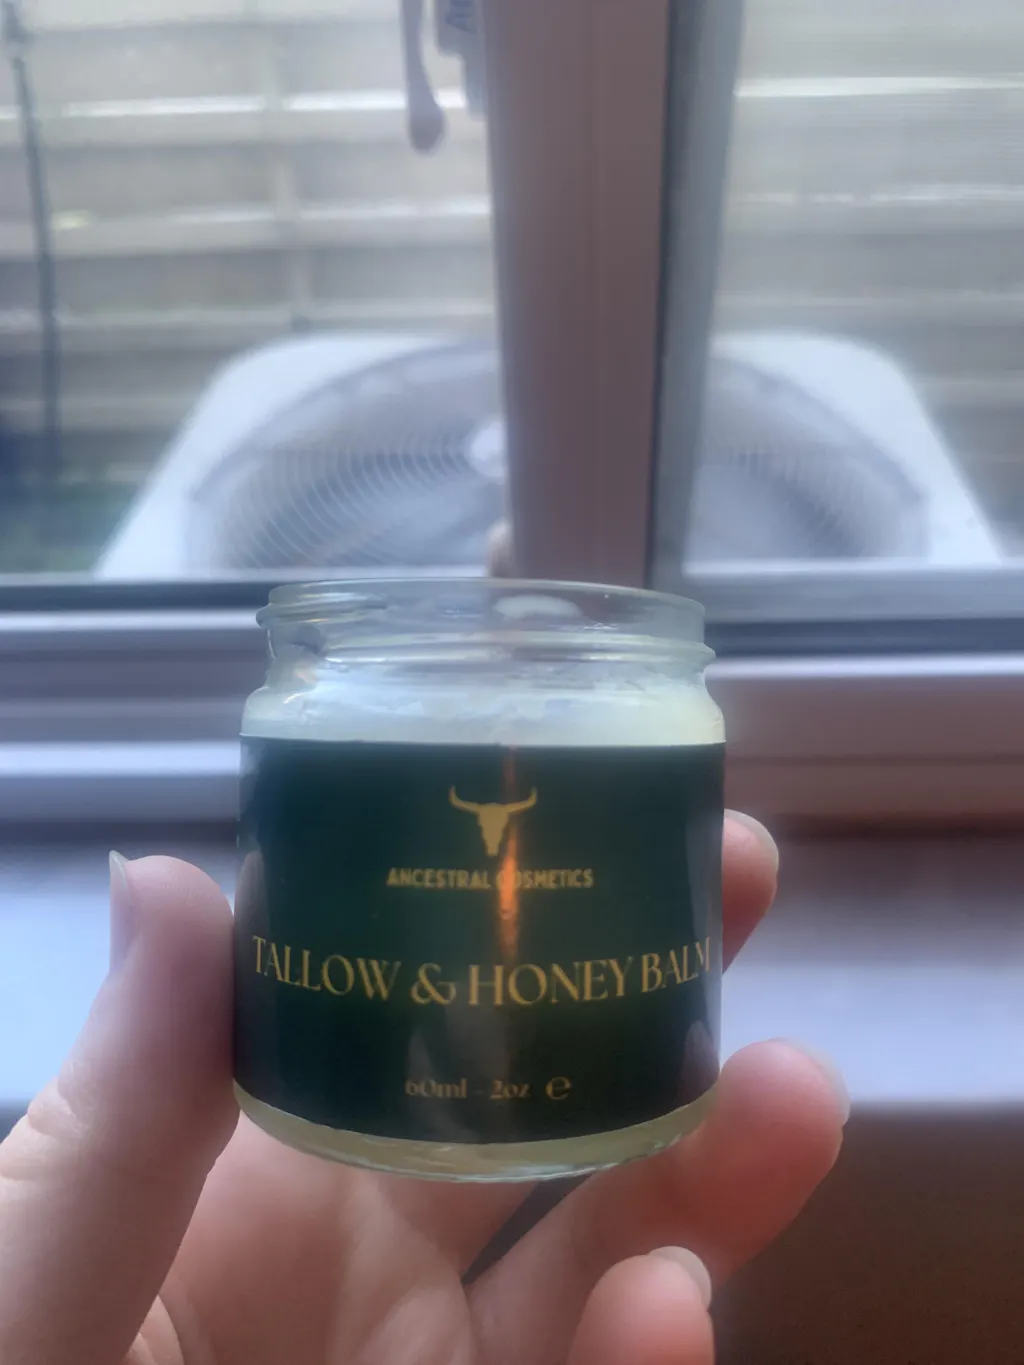 ANCESTRAL COSMETICS
TALLOW & HONEY BALM
60ml - 2oz ℮